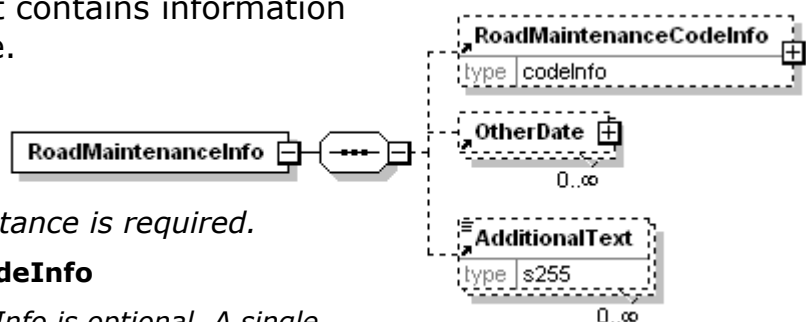 t contains information
e.
RoadMaintenanceCodeInfo
type codeInfo
OtherDate
0..∞
RoadMaintenanceInfo
tance is required.
deInfo
Info is optional. A single
AdditionalText
type s255
0..∞